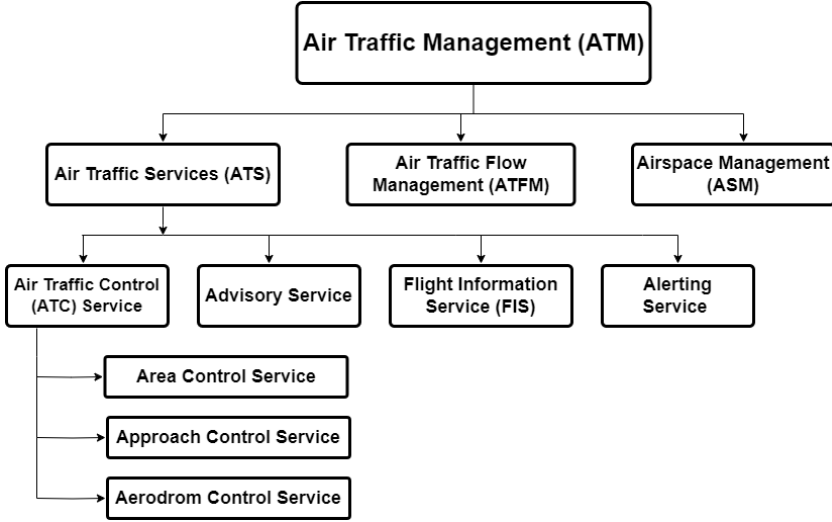 Air Traffic Management (ATM)
Air Traffic Services (ATS)
Air Traffic Flow
Management (ATFM)
Airspace Management
(ASM)
Air Traffic Control
(ATC) Service
Advisory Service
Flight Information
Service (FIS)
Alerting
Service
Area Control Service
Approach Control Service
Aerodrom Control Service